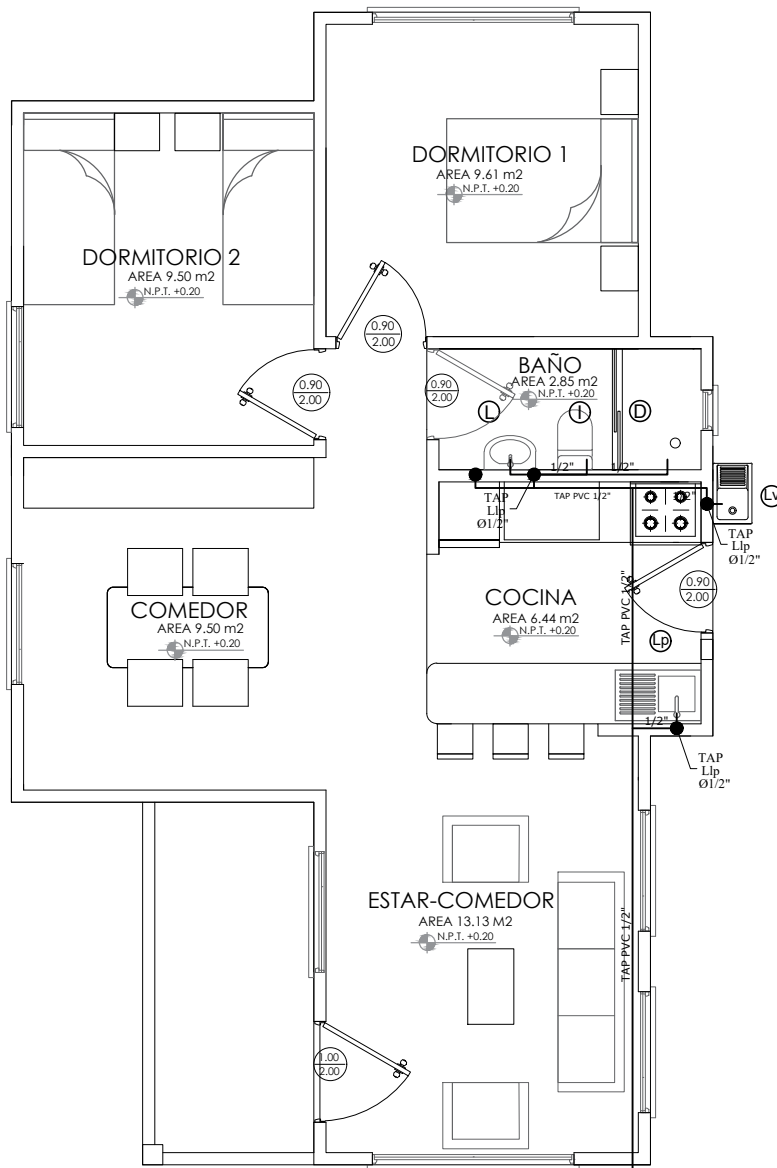 DORMITORIO 1
AREA 9.61 m2
N.P.T. +0.20
DORMITORIO 2
AREA 9.50 m2
N.P.T. +0.20
0.90
2.00
0.90
2.00
0.90
2.00
BAÑO
AREA 2.85 m2
N.P.T. +0.20
L
I
D
1/2"
1/2"
TAP
Llp
Ø1/2"
TAP PVC 1/2"
1/2"
Lv
TAP
Llp
Ø1/2"
0.90
2.00
TAP PVC 1/2"
COCINA
AREA 6.44 m2
N.P.T. +0.20
Lp
COMEDOR
AREA 9.50 m2
N.P.T. +0.20
1/2"
TAP
Llp
Ø1/2"
ESTAR-COMEDOR
AREA 13.13 M2
N.P.T. +0.20
TAP PVC 1/2"
1.00
2.00